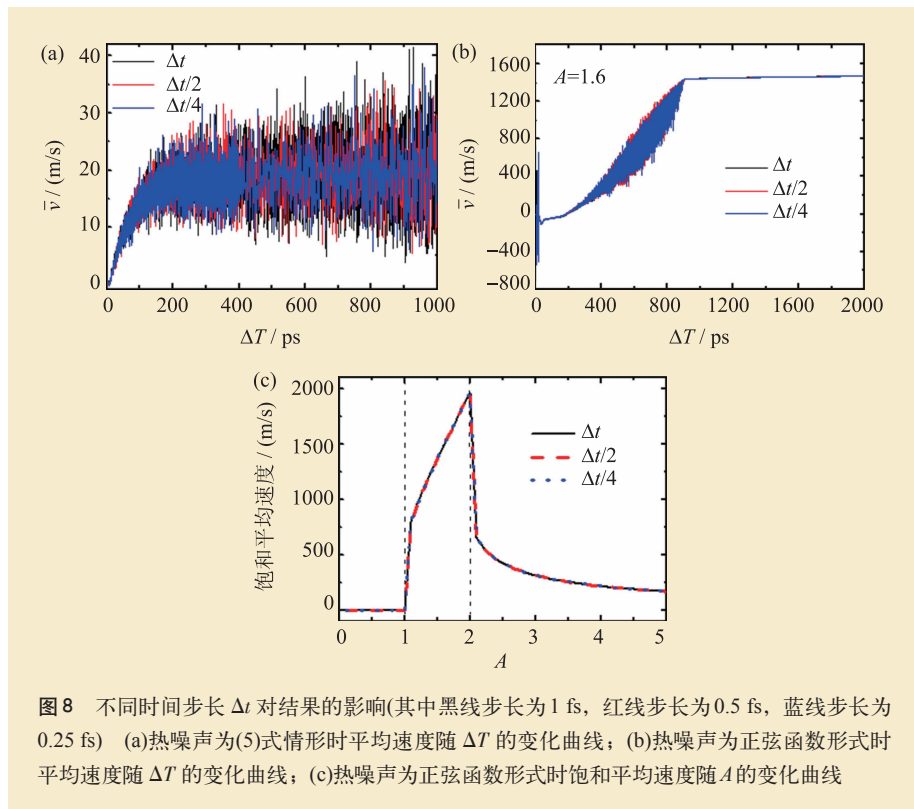 (a)
40
30
20
10
0
v̄ / (m/s)
Δt
Δt/2
Δt/4
0 200 400 600 800 1000
ΔT / ps
(b)
1600
1200
800
400
0
−400
−800
v̄ / (m/s)
A=1.6
Δt
Δt/2
Δt/4
0 400 800 1200 1600 2000
ΔT / ps
(c)
2000
1500
1000
500
0
饱和平均速度 / (m/s)
Δt
Δt/2
Δt/4
0 1 2 3 4 5
A
图8 不同时间步长 Δt 对结果的影响(其中黑线步长为1 fs，红线步长为0.5 fs，蓝线步长为
0.25 fs) (a)热噪声为(5)式情形时平均速度随 ΔT 的变化曲线；(b)热噪声为正弦函数形式时
平均速度随 ΔT 的变化曲线；(c)热噪声为正弦函数形式时饱和平均速度随A的变化曲线